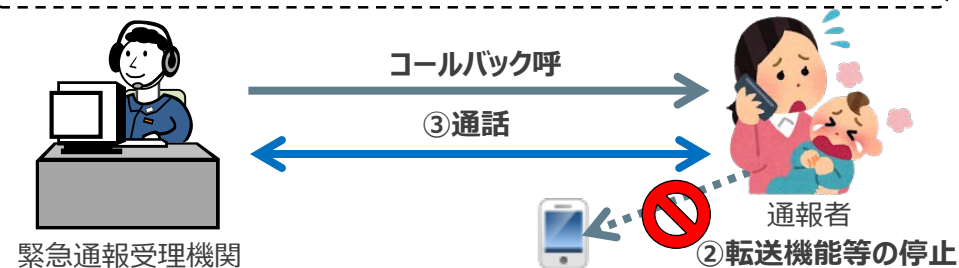 コールバック呼
③通話
緊急通報受理機関
通報者
②転送機能等の停止